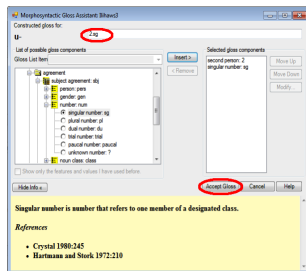 Morphosyntactic Gloss Assistant: Bihaws3
Constructed gloss for:
u- 2.sg
List of possible gloss components
Selected gloss components
Gloss List Item
Insert >
< Remove
second person: 2
singular number: sg
Move Up
Move Down
Modify...
agreement
subject agreement: sbj
person: pers
gender: gen
number: num
singular number: sg
plural number: pl
dual number: du
trial number: trial
paucal number: paucal
unknown number: ?
noun class: class
Show only the features and values I have used before.
Hide Info «
Accept Gloss
Cancel
Help
Singular number is number that refers to one member of a designated class.
References
• Crystal 1980:245
• Hartmann and Stork 1972:210